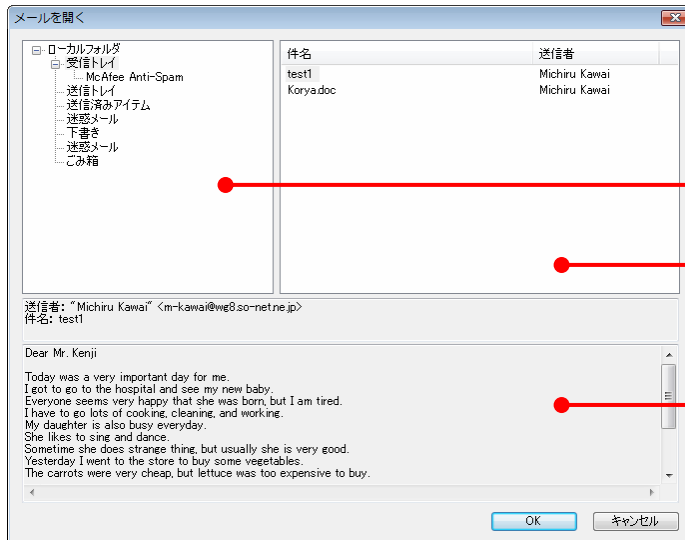 メールを開く
ローカルフォルダ
受信トレイ
McAfee Anti-Spam
送信トレイ
送信済みアイテム
迷惑メール
下書き
迷惑メール
ごみ箱
件名 送信者
test1 Michiru Kawai
Korya.doc Michiru Kawai
送信者: "Michiru Kawai" <m-kawai@wg8.so-net.ne.jp>
件名: test1
Dear Mr. Kenji
Today was a very important day for me.
I got to go to the hospital and see my new baby.
Everyone seems very happy that she was born, but I am tired.
I have to go lots of cooking, cleaning, and working.
My daughter is also busy everyday.
She likes to sing and dance.
Sometime she does strange thing, but usually she is very good.
Yesterday I went to the store to buy some vegetables.
The carrots were very cheap, but lettuce was too expensive to buy.
OK キャンセル